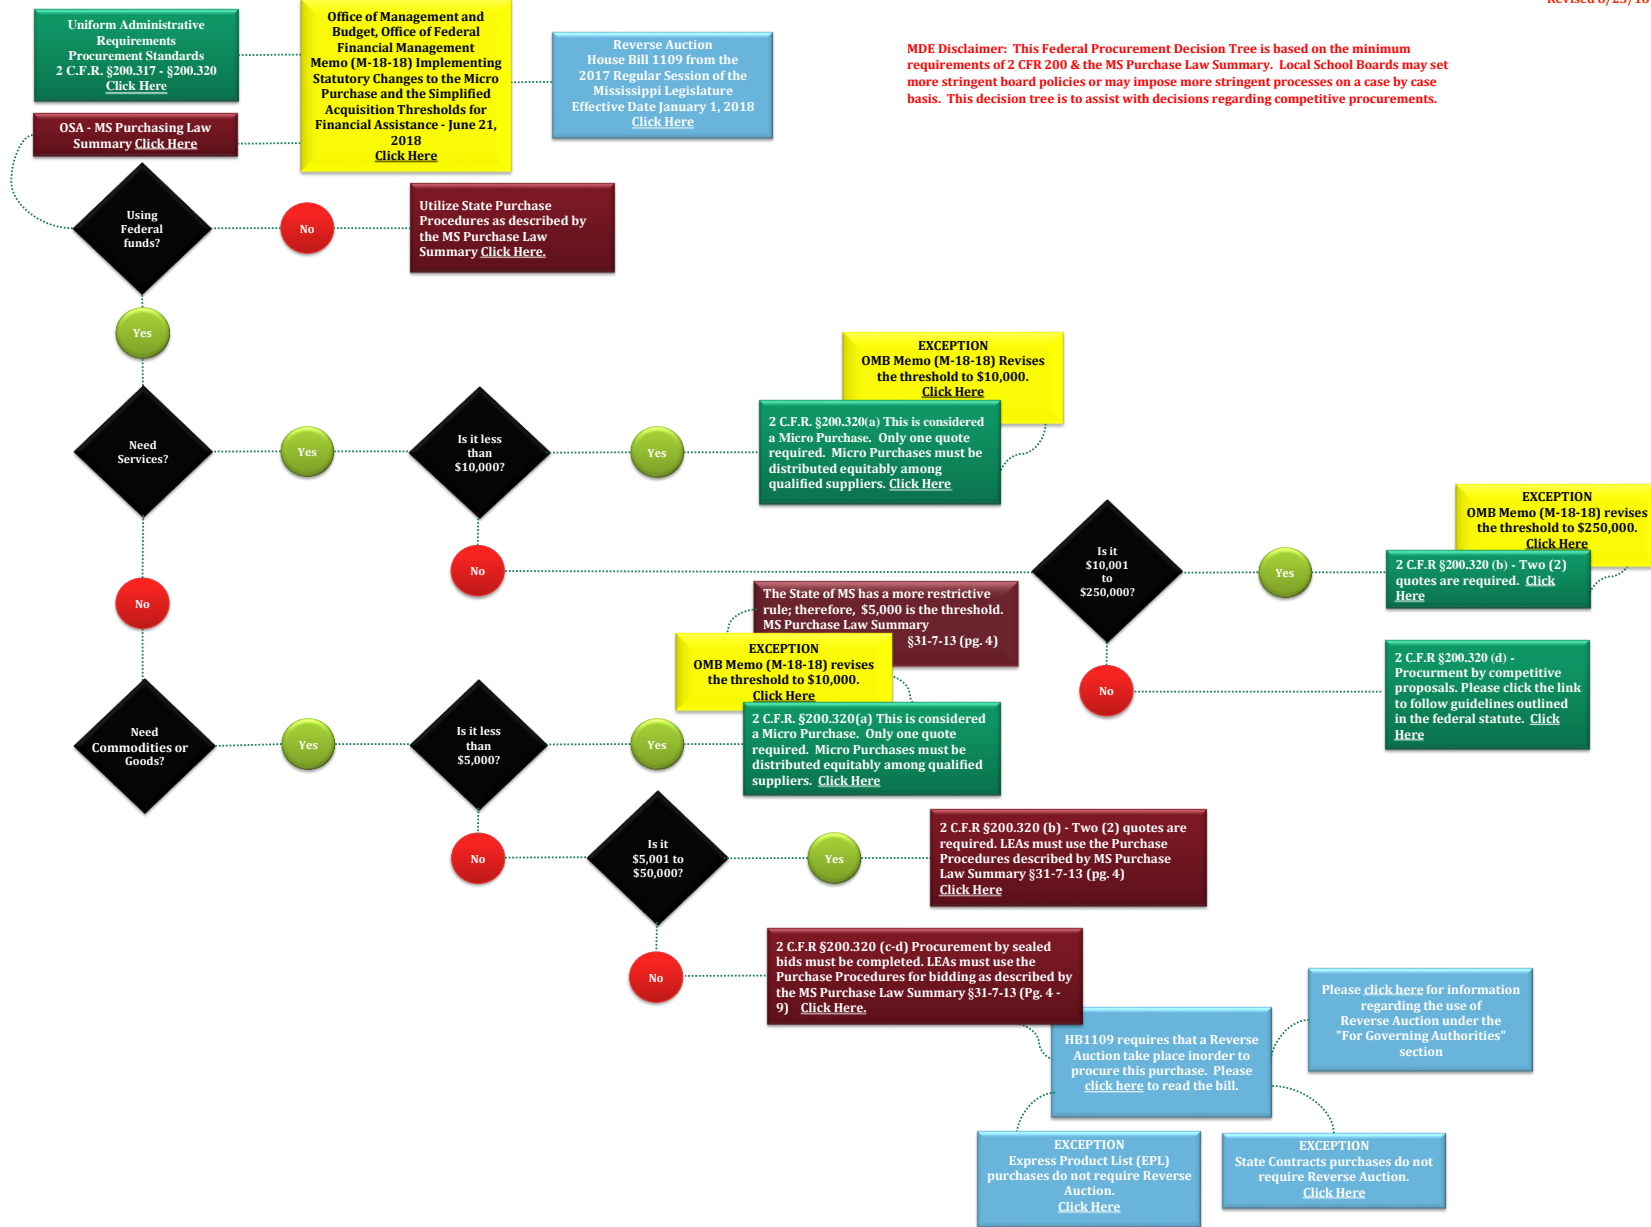 Revised 8/23/18
Uniform Administrative
Requirements
Procurement Standards
2 C.F.R. §200.317 - §200.320
Click Here
Office of Management and
Budget, Office of Federal
Financial Management
Memo (M-18-18) Implementing
Statutory Changes to the Micro
Purchase and the Simplified
Acquisition Thresholds for
Financial Assistance - June 21,
2018
Click Here
Reverse Auction
House Bill 1109 from the
2017 Regular Session of the
Mississippi Legislature
Effective Date January 1, 2018
Click Here
MDE Disclaimer: This Federal Procurement Decision Tree is based on the minimum
requirements of 2 CFR 200 & the MS Purchase Law Summary. Local School Boards may set
more stringent board policies or may impose more stringent processes on a case by case
basis. This decision tree is to assist with decisions regarding competitive procurements.
OSA - MS Purchasing Law
Summary Click Here
Using
Federal
funds?
No
Utilize State Purchase
Procedures as described by
the MS Purchase Law
Summary Click Here.
Yes
Need
Services?
Yes
Is it less
than
$10,000?
Yes
EXCEPTION
OMB Memo (M-18-18) Revises
the threshold to $10,000.
Click Here
2 C.F.R. §200.320(a) This is considered
a Micro Purchase. Only one quote
required. Micro Purchases must be
distributed equitably among
qualified suppliers. Click Here
No
Is it
$10,001
to
$250,000?
Yes
EXCEPTION
OMB Memo (M-18-18) revises
the threshold to $250,000.
Click Here
2 C.F.R §200.320 (b) - Two (2)
quotes are required. Click
Here
No
2 C.F.R §200.320 (d) -
Procurment by competitive
proposals. Please click the link
to follow guidelines outlined
in the federal statute. Click
Here
No
Need
Commodities or
Goods?
Yes
Is it less
than
$5,000?
Yes
The State of MS has a more restrictive
rule; therefore, $5,000 is the threshold.
MS Purchase Law Summary
§31-7-13 (pg. 4)
EXCEPTION
OMB Memo (M-18-18) revises
the threshold to $10,000.
Click Here
2 C.F.R. §200.320(a) This is considered
a Micro Purchase. Only one quote
required. Micro Purchases must be
distributed equitably among qualified
suppliers. Click Here
No
Is it
$5,001 to
$50,000?
Yes
2 C.F.R §200.320 (b) - Two (2) quotes are
required. LEAs must use the Purchase
Procedures described by MS Purchase
Law Summary §31-7-13 (pg. 4)
Click Here
No
2 C.F.R §200.320 (c-d) Procurement by sealed
bids must be completed. LEAs must use the
Purchase Procedures for bidding as described by
the MS Purchase Law Summary §31-7-13 (Pg. 4 -
9) Click Here.
HB1109 requires that a Reverse
Auction take place inorder to
procure this purchase. Please
click here to read the bill.
Please click here for information
regarding the use of
Reverse Auction under the
"For Governing Authorities"
section
EXCEPTION
Express Product List (EPL)
purchases do not require Reverse
Auction.
Click Here
EXCEPTION
State Contracts purchases do not
require Reverse Auction.
Click Here